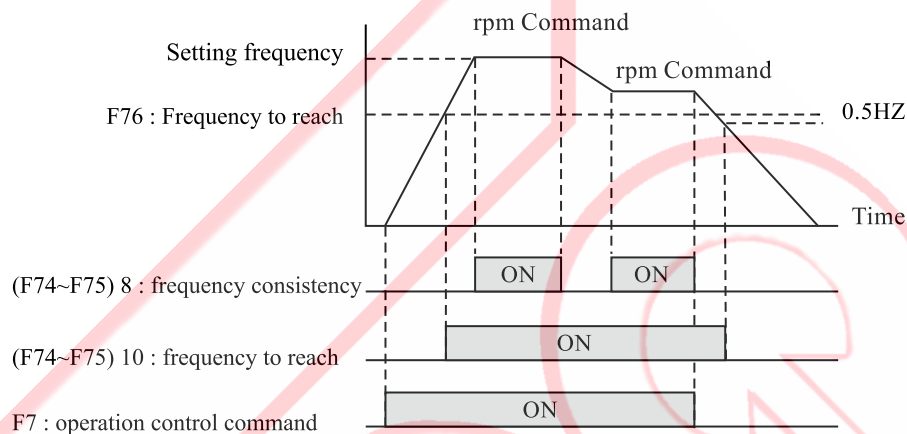 rpm Command
Setting frequency
rpm Command
F76 : Frequency to reach
0.5HZ
Time
(F74~F75) 8 : frequency consistency
ON
ON
(F74~F75) 10 : frequency to reach
ON
F7 : operation control command
ON